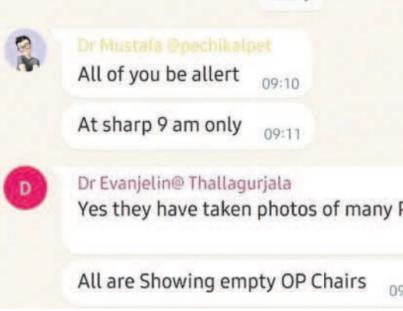 Dr Mustafa @pechikalpet
All of you be allert 09:10
At sharp 9 am only 09:11
D
Dr Evanjelin@ Thallagurjala
Yes they have taken photos of many
All are Showing empty OP Chairs